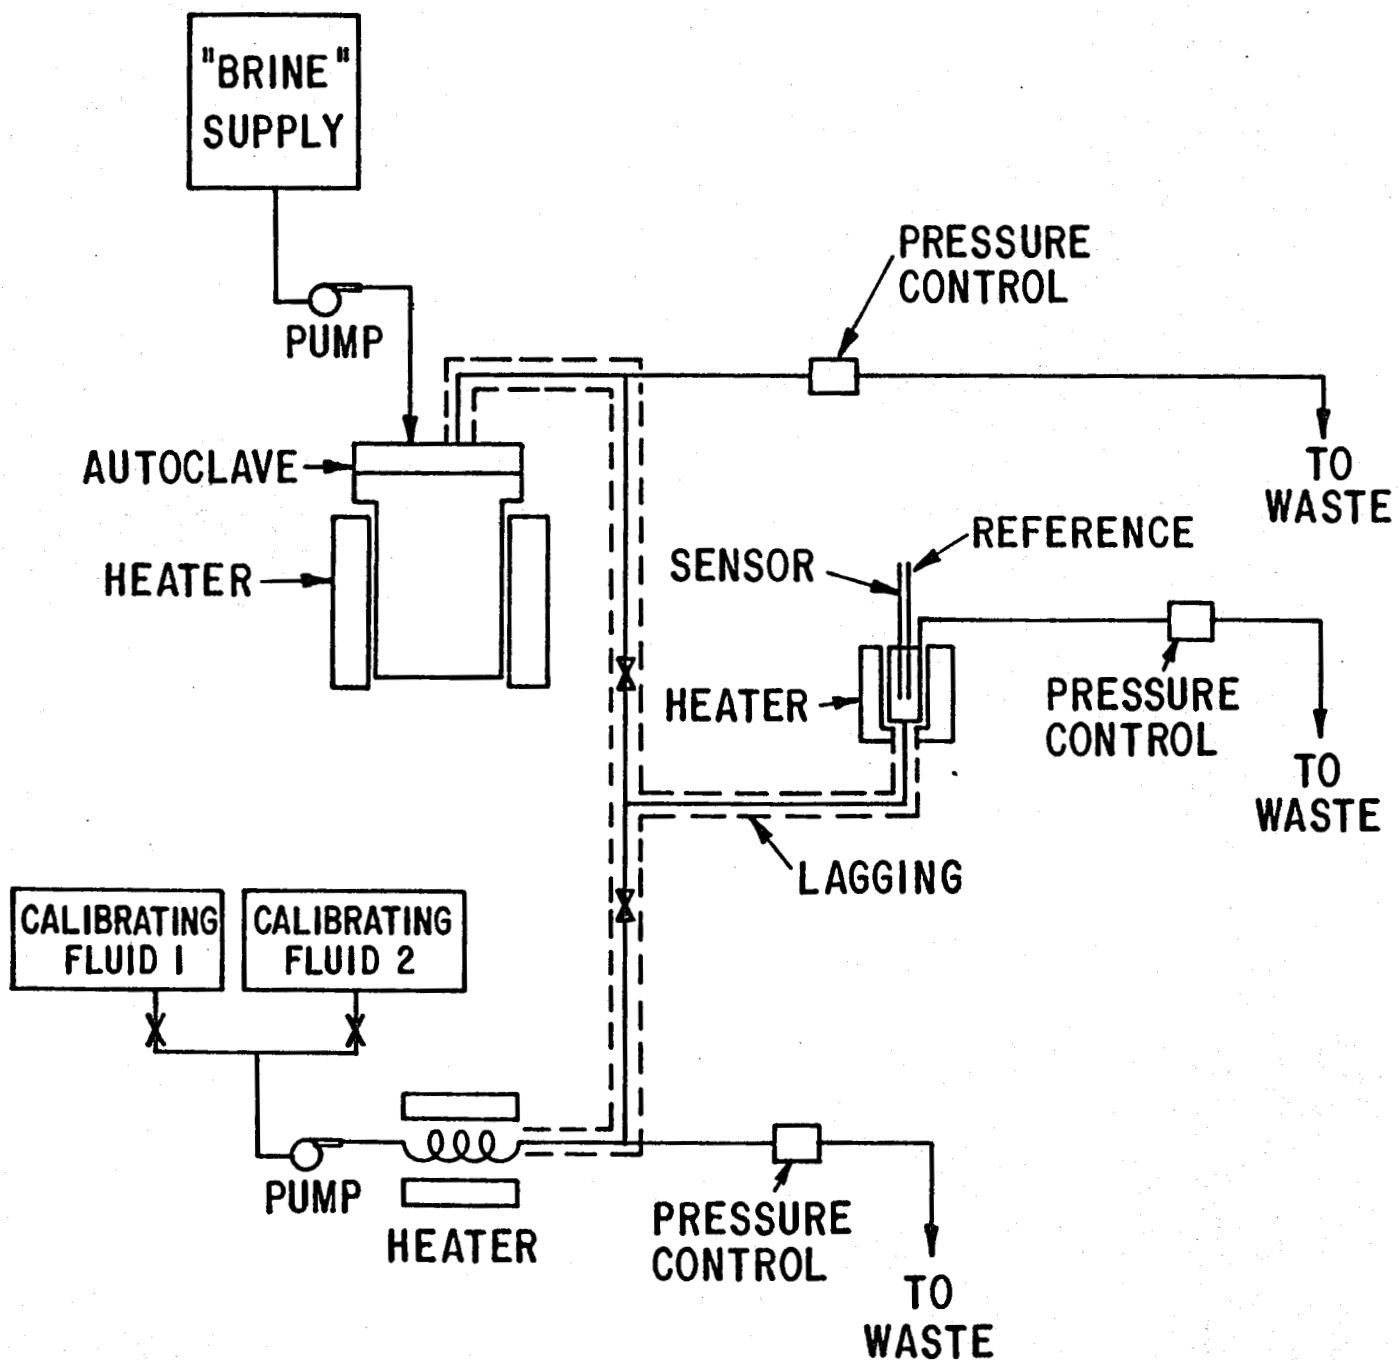 "BRINE"
SUPPLY
PUMP
PRESSURE
CONTROL
AUTOCLAVE
TO
WASTE
HEATER
SENSOR
REFERENCE
HEATER
PRESSURE
CONTROL
TO
WASTE
LAGGING
CALIBRATING
FLUID 1
CALIBRATING
FLUID 2
PUMP
HEATER
PRESSURE
CONTROL
TO
WASTE